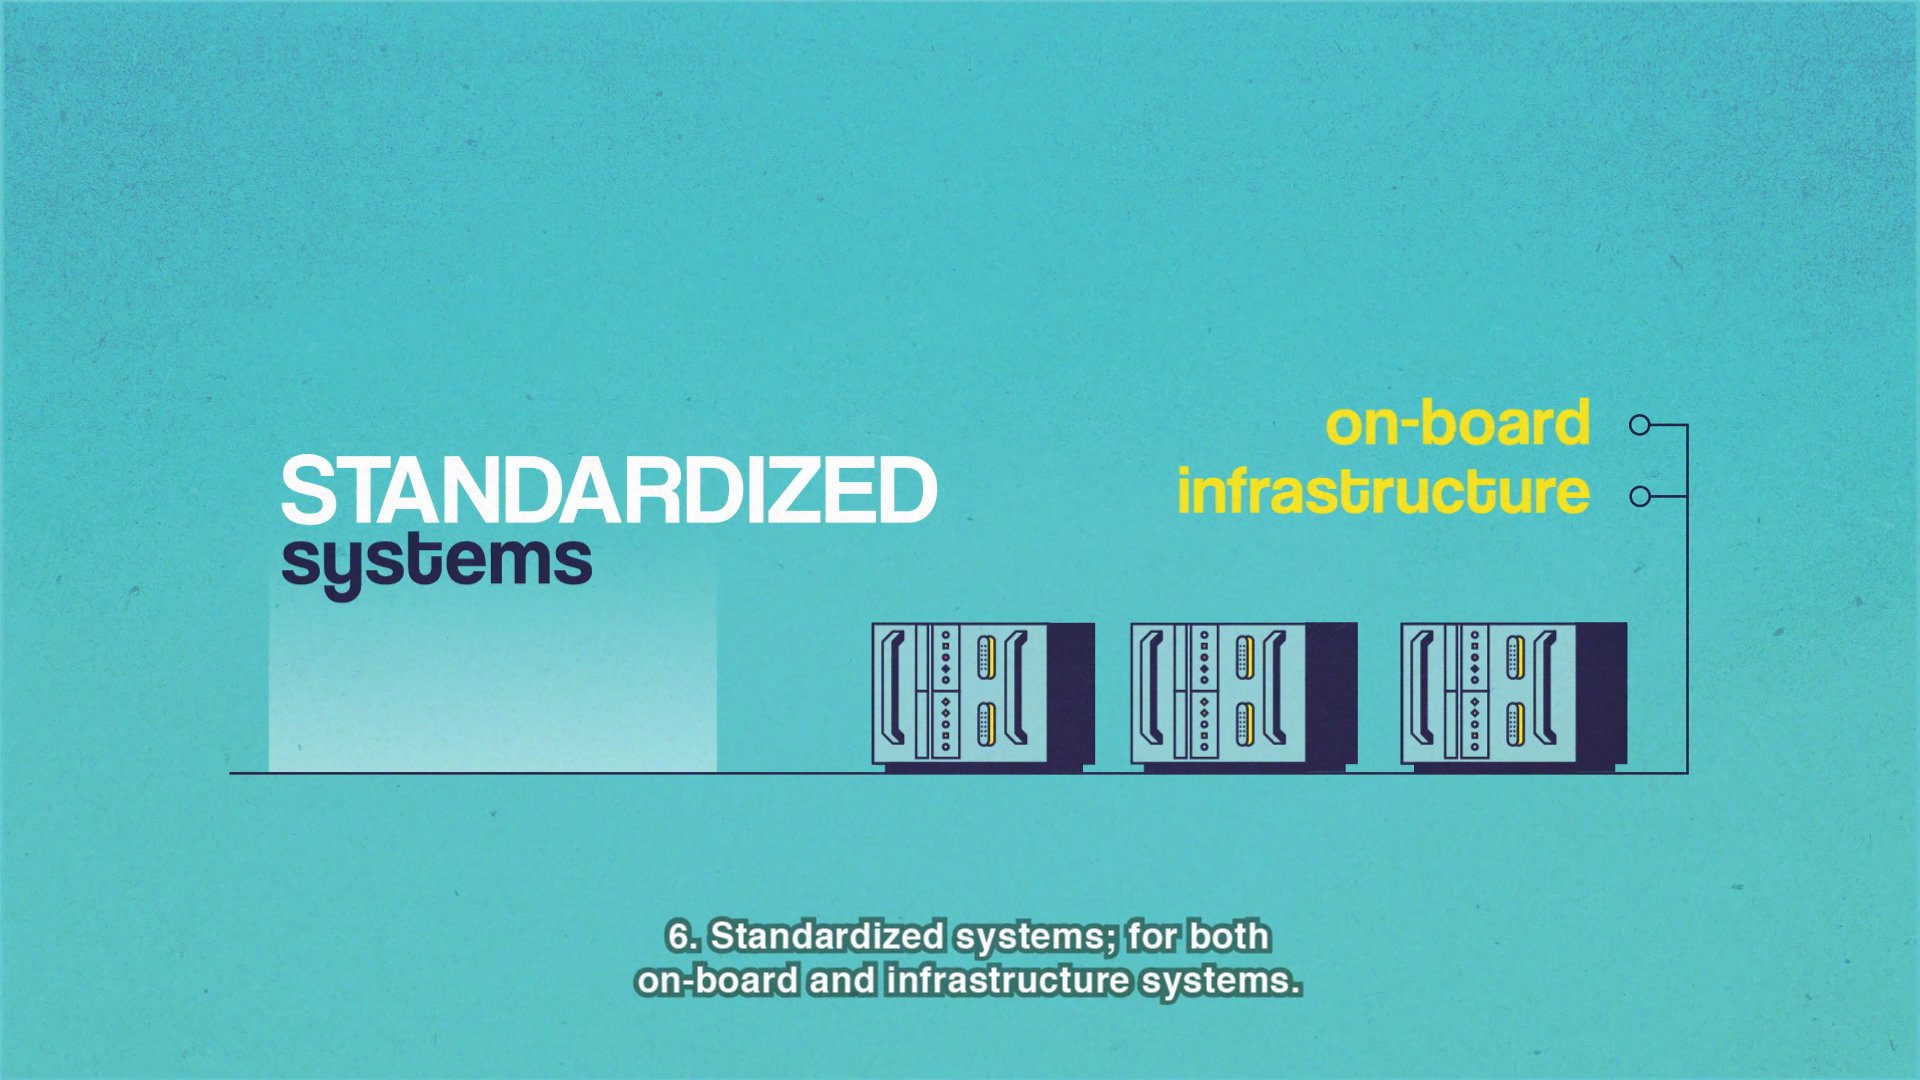 STANDARDIZED
systems
on-board
infrastructure
6. Standardized systems; for both
on-board and infrastructure systems.